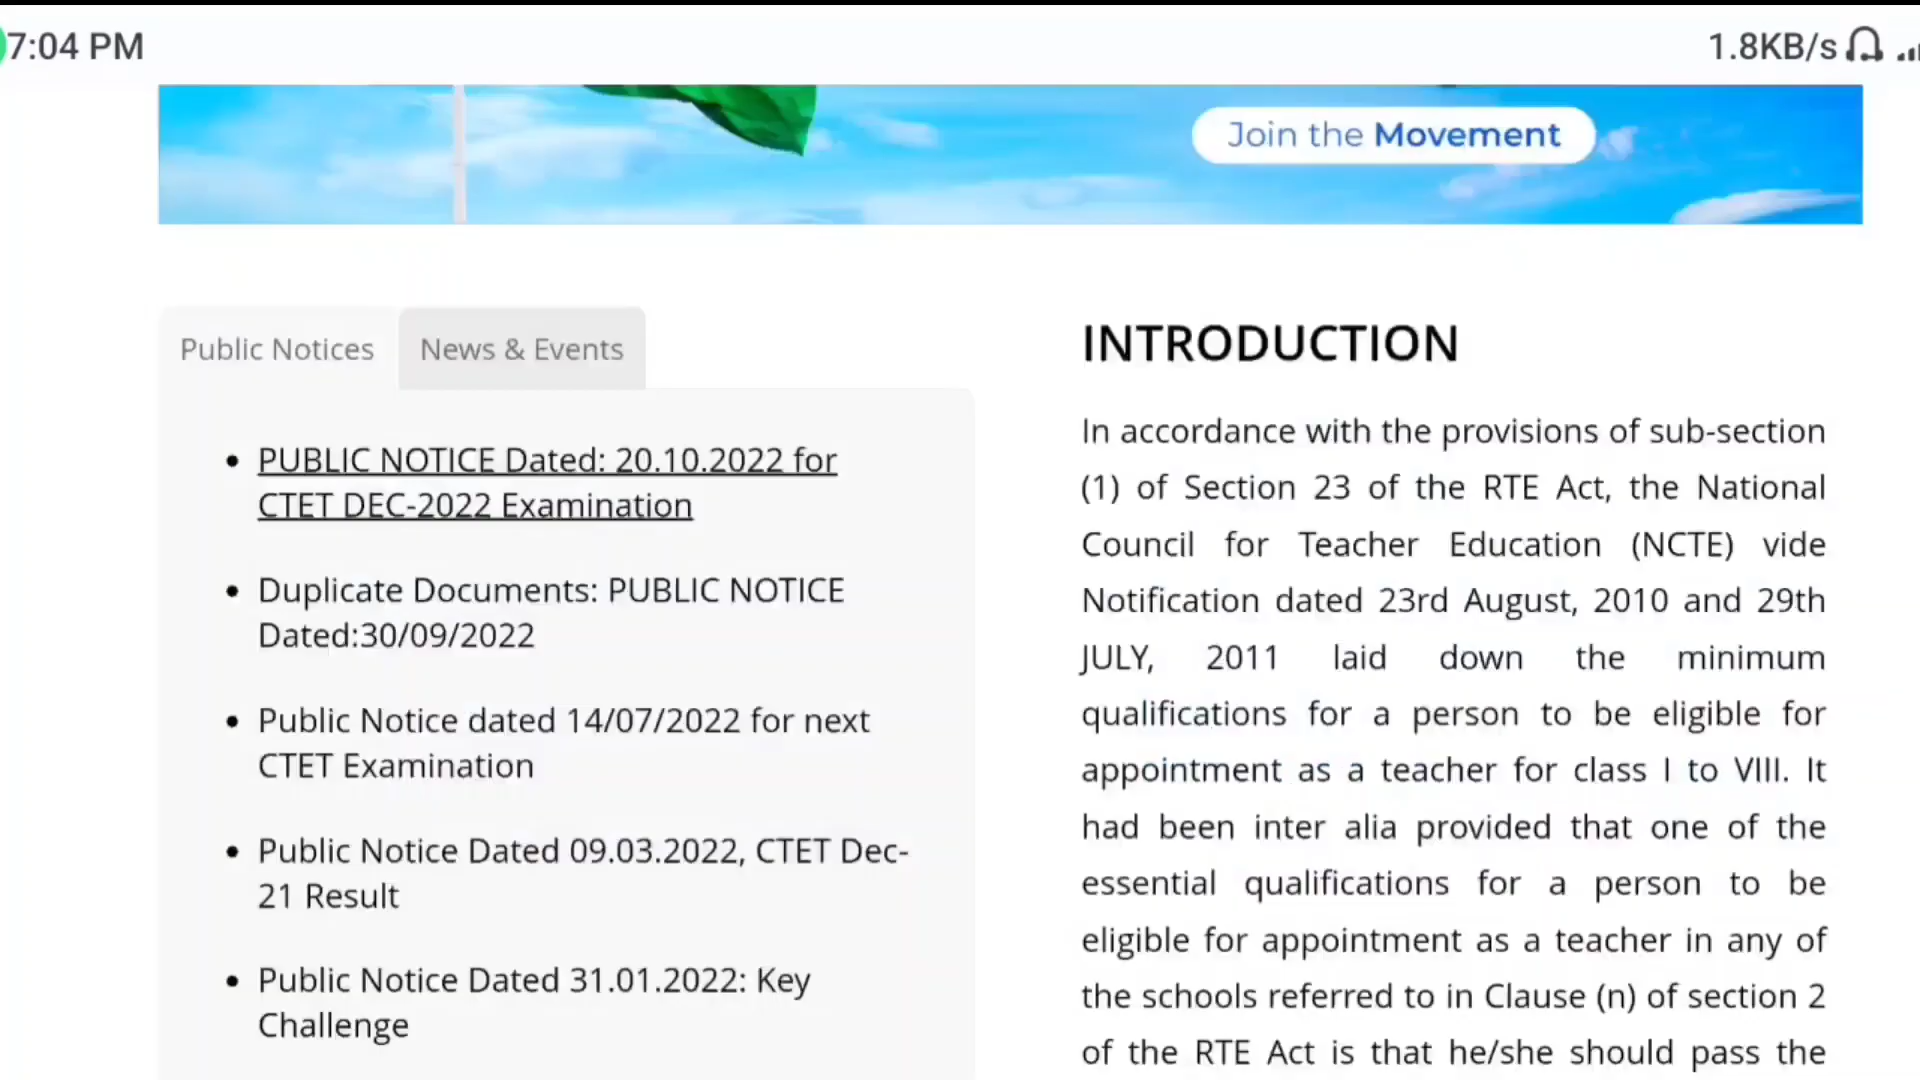 7:04 PM
1.8KB/s
Join the Movement
Public Notices
News & Events
PUBLIC NOTICE Dated: 20.10.2022 for
CTET DEC-2022 Examination
Duplicate Documents: PUBLIC NOTICE
Dated:30/09/2022
Public Notice dated 14/07/2022 for next
CTET Examination
Public Notice Dated 09.03.2022, CTET Dec-
21 Result
Public Notice Dated 31.01.2022: Key
Challenge
INTRODUCTION
In accordance with the provisions of sub-section
(1) of Section 23 of the RTE Act, the National
Council for Teacher Education (NCTE) vide
Notification dated 23rd August, 2010 and 29th
JULY, 2011 laid down the minimum
qualifications for a person to be eligible for
appointment as a teacher for class I to VIII. It
had been inter alia provided that one of the
essential qualifications for a person to be
eligible for appointment as a teacher in any of
the schools referred to in Clause (n) of section 2
of the RTE Act is that he/she should pass the